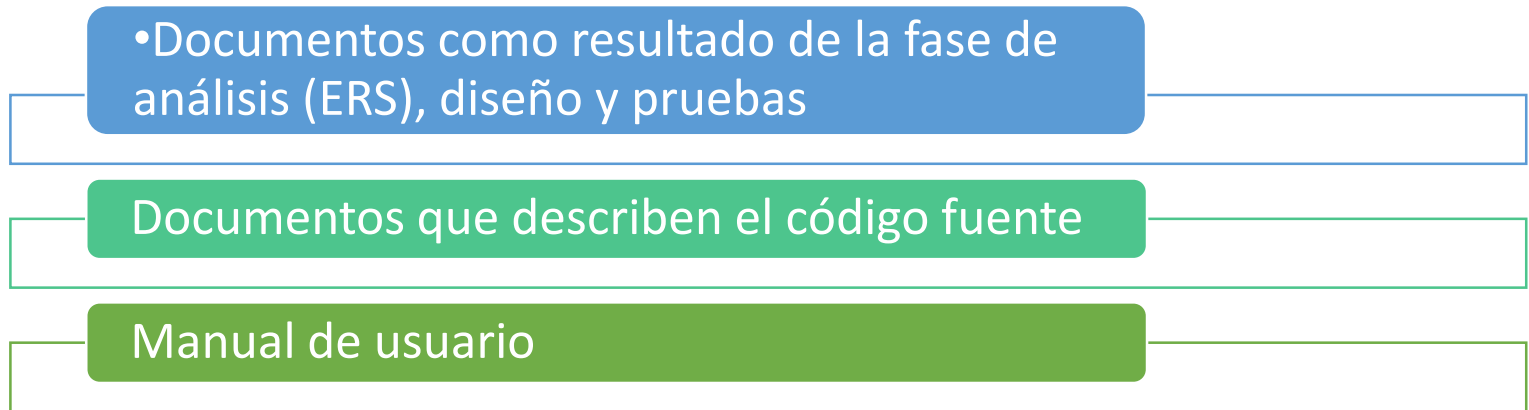 •Documentos como resultado de la fase de
análisis (ERS), diseño y pruebas
Documentos que describen el código fuente
Manual de usuario